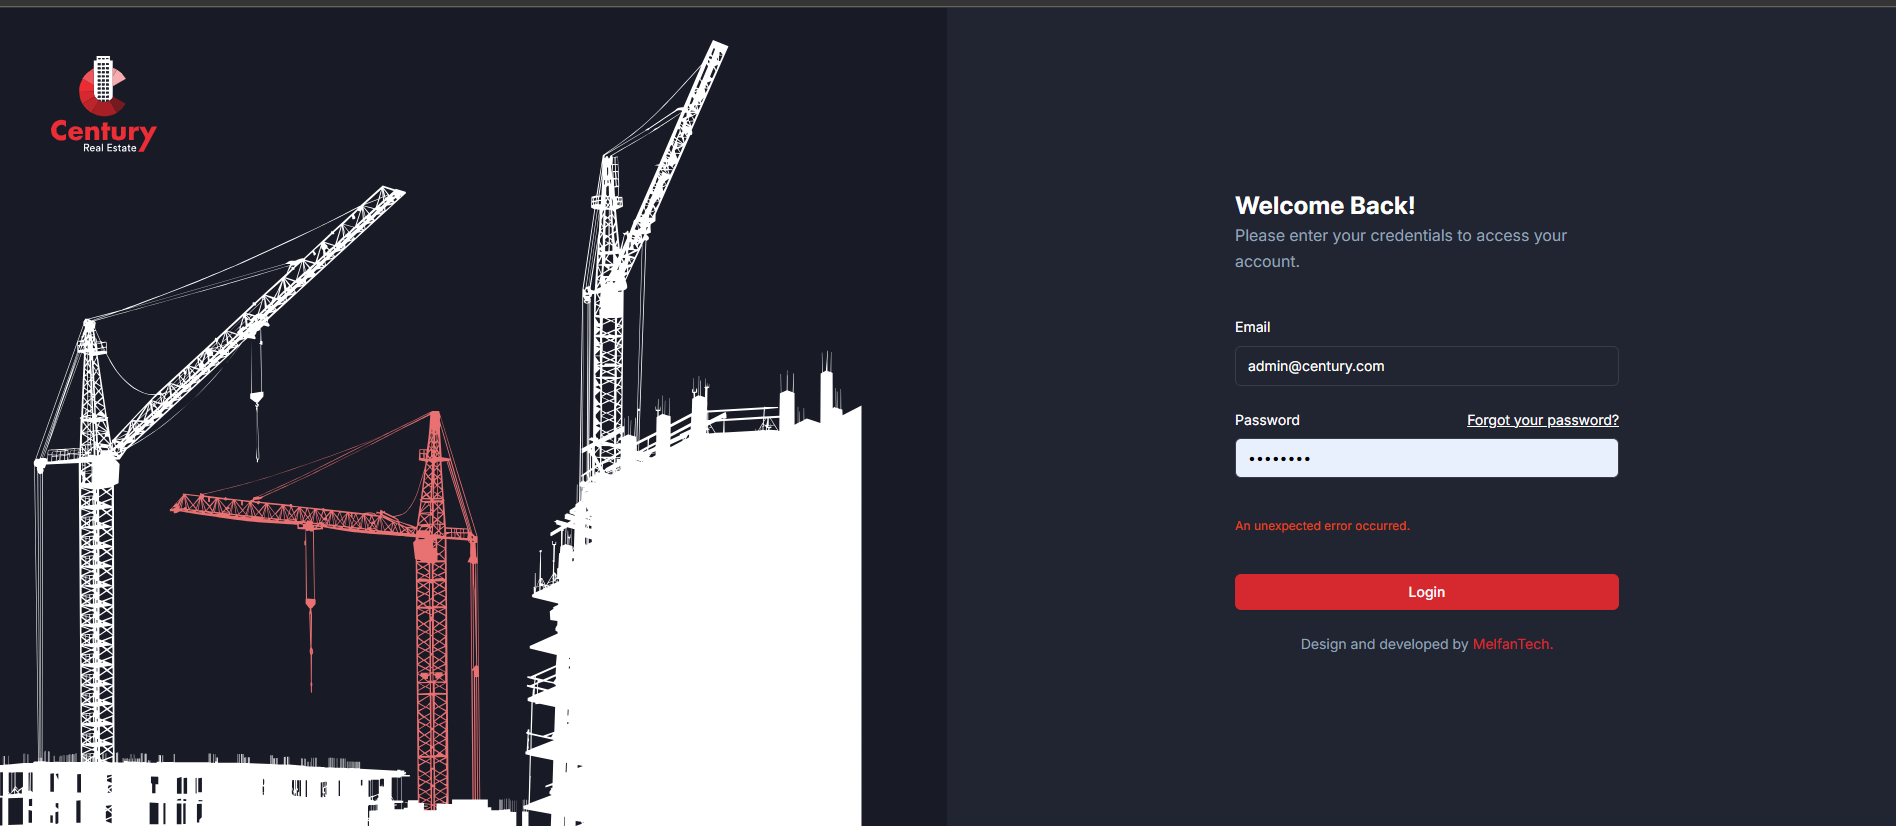 Century
Real Estate
Welcome Back!
Please enter your credentials to access your
account.
Email
admin@century.com
Password
Forgot your password?
••••••••
An unexpected error occurred.
Login
Design and developed by MelfanTech.